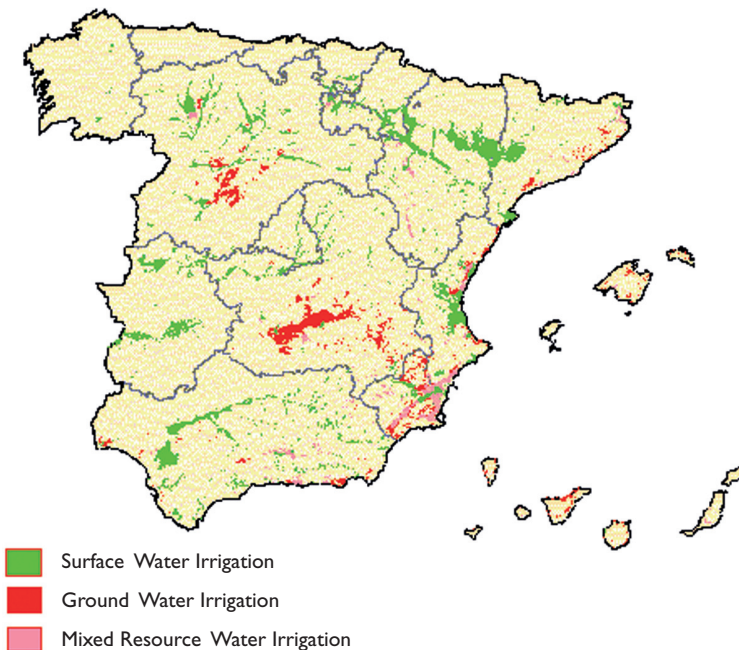 Surface Water Irrigation
Ground Water Irrigation
Mixed Resource Water Irrigation